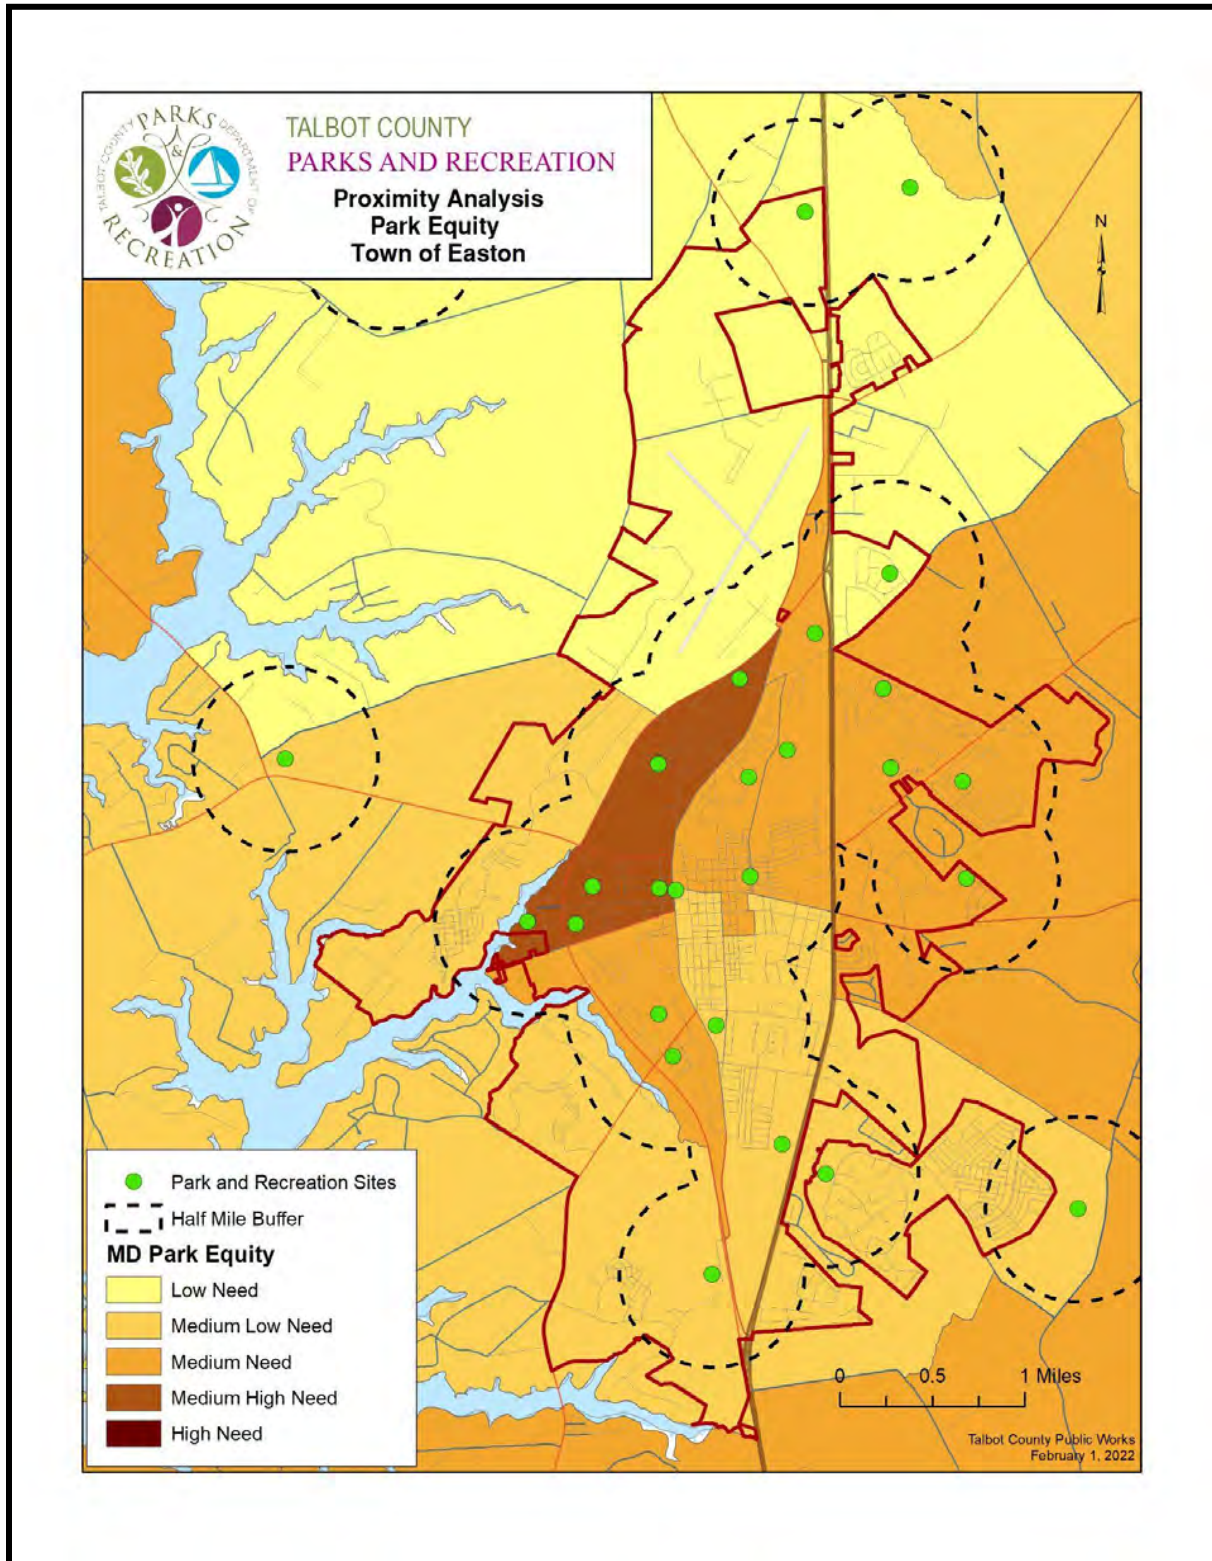 TALBOT COUNTY DEPARTMENT OF
PARKS
&
RECREATION
TALBOT COUNTY
PARKS AND RECREATION
Proximity Analysis
Park Equity
Town of Easton
N
Park and Recreation Sites
Half Mile Buffer
MD Park Equity
Low Need
Medium Low Need
Medium Need
Medium High Need
High Need
0 0.5 1 Miles
Talbot County Public Works
February 1, 2022